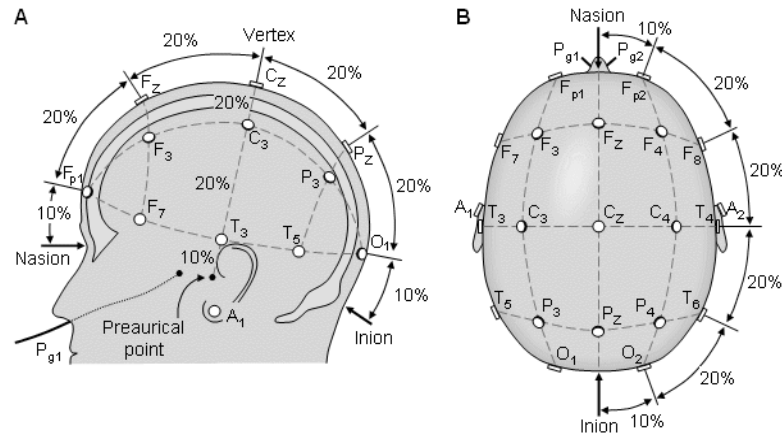 A
20%
Vertex
20%
Fz
Cz
20%
20%
20%
Pz
F3
C3
Fp1
P3
20%
20%
10%
F7
T3
T5
O1
Nasion
10%
10%
Preaurical
point
A1
Inion
Pg1
B
Nasion
10%
Pg1
Pg2
Fp1
Fp2
20%
F7
F3
Fz
F4
F8
20%
A1
T3
C3
Cz
C4
T4
A2
20%
T5
P3
Pz
P4
T6
O1
O2
20%
10%
Inion